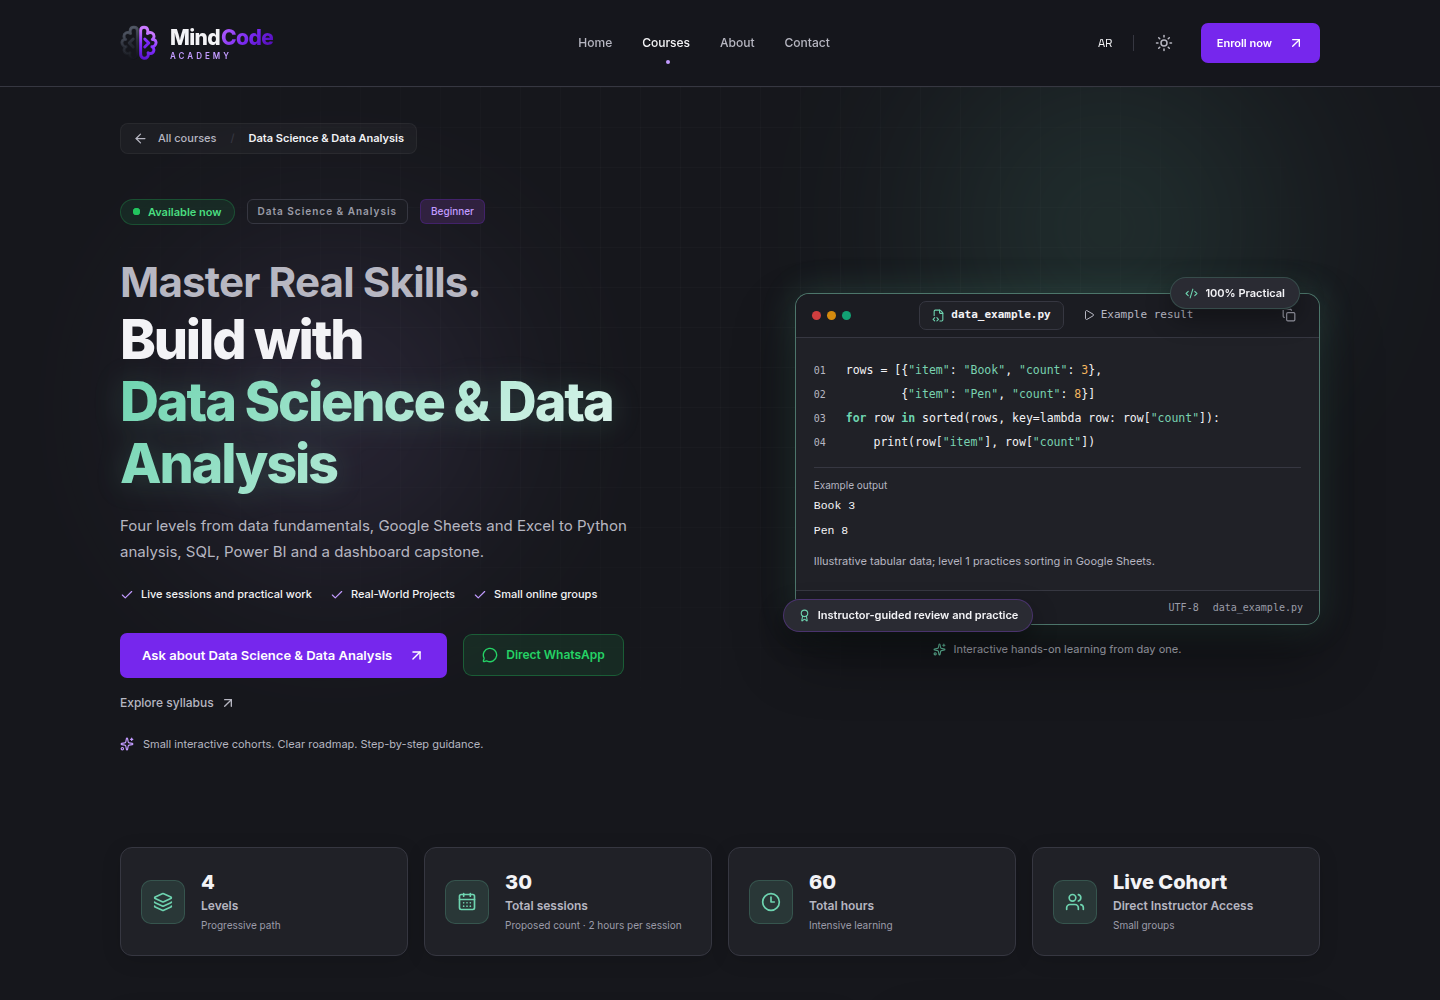 MindCode
ACADEMY
Home
Courses
About
Contact
AR
Enroll now
All courses / Data Science & Data Analysis
Available now
Data Science & Analysis
Beginner
Master Real Skills.
Build with
Data Science & Data
Analysis
Four levels from data fundamentals, Google Sheets and Excel to Python
analysis, SQL, Power BI and a dashboard capstone.
Live sessions and practical work
Real-World Projects
Small online groups
Ask about Data Science & Data Analysis
Direct WhatsApp
Explore syllabus
Small interactive cohorts. Clear roadmap. Step-by-step guidance.
100% Practical
data_example.py
Example result
01 rows = [{"item": "Book", "count": 3},
02 {"item": "Pen", "count": 8}]
03 for row in sorted(rows, key=lambda row: row["count"]):
04 print(row["item"], row["count"])
Example output
Book 3
Pen 8
Illustrative tabular data; level 1 practices sorting in Google Sheets.
Instructor-guided review and practice
UTF-8 data_example.py
Interactive hands-on learning from day one.
4
Levels
Progressive path
30
Total sessions
Proposed count · 2 hours per session
60
Total hours
Intensive learning
Live Cohort
Direct Instructor Access
Small groups